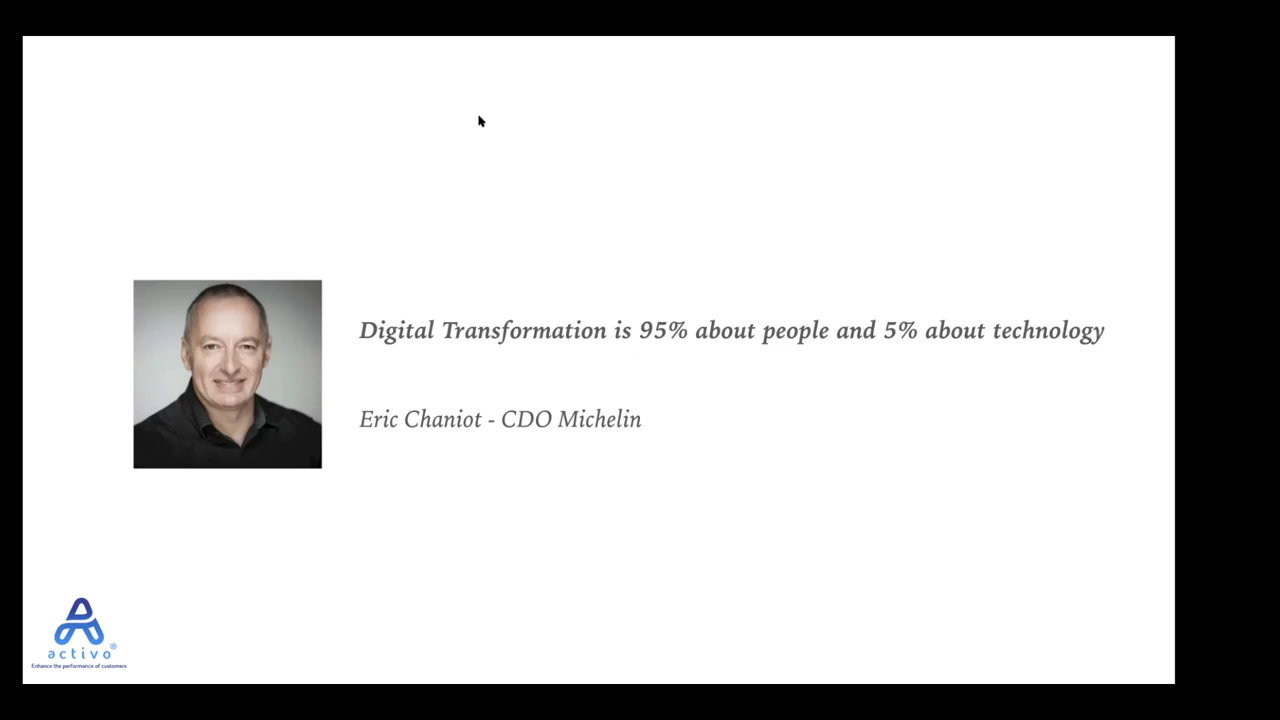 Digital Transformation is 95% about people and 5% about technology
Eric Chaniot - CDO Michelin
activo®
Enhance the performance of customers